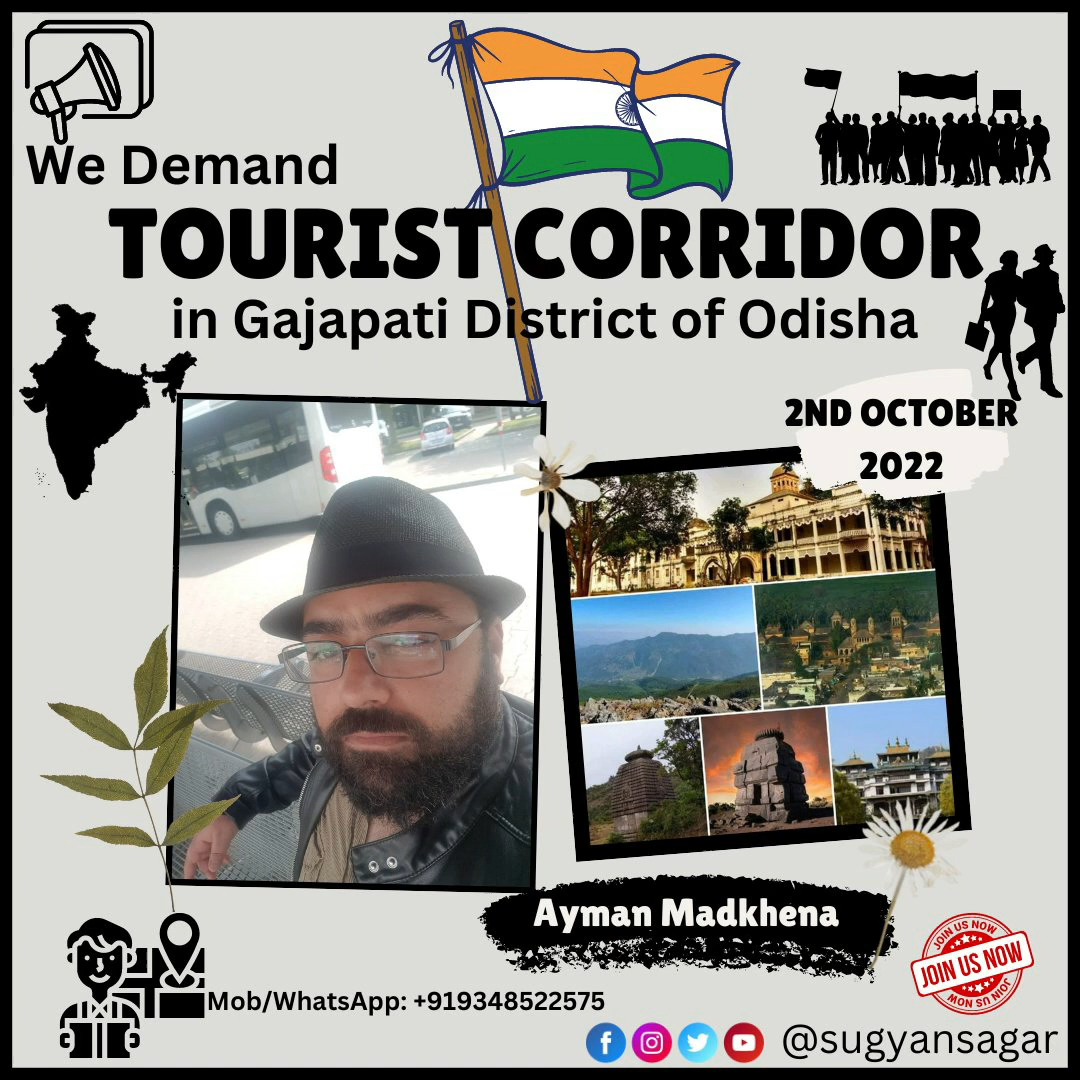 We Demand
TOURIST CORRIDOR
in Gajapati District of Odisha
2ND OCTOBER
2022
Ayman Madkhena
JOIN US NOW
JOIN US NOW
JOIN US NOW
Mob/WhatsApp: +919348522575
@sugyansagar